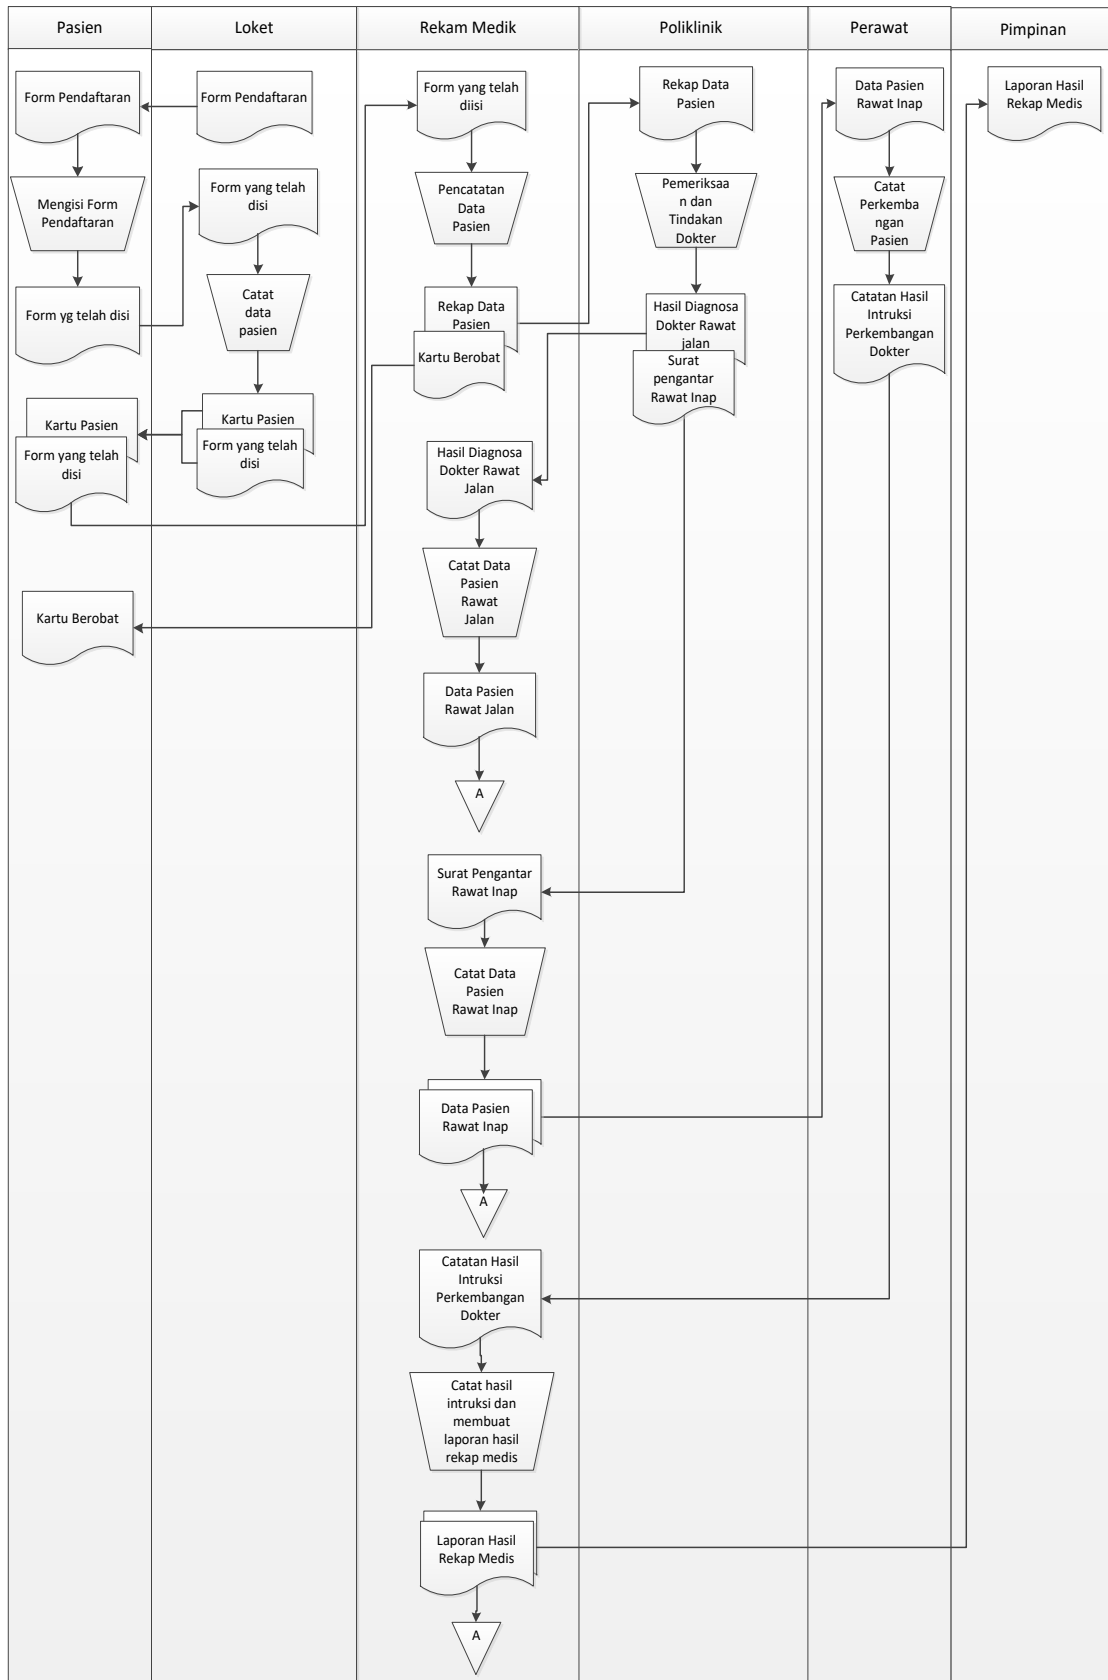 Pasien
Loket
Rekam Medik
Poliklinik
Perawat
Pimpinan
Form Pendaftaran
Mengisi Form
Pendaftaran
Form yg telah disi
Kartu Pasien
Form yang telah
disi
Kartu Berobat
Form Pendaftaran
Form yang telah
disi
Catat
data
pasien
Kartu Pasien
Form yang telah
disi
Form yang telah
diisi
Pencatatan
Data
Pasien
Rekap Data
Pasien
Kartu Berobat
Hasil Diagnosa
Dokter Rawat
Jalan
Catat Data
Pasien
Rawat
Jalan
Data Pasien
Rawat Jalan
A
Surat Pengantar
Rawat Inap
Catat Data
Pasien
Rawat Inap
Data Pasien
Rawat Inap
A
Catatan Hasil
Intruksi
Perkembangan
Dokter
Catat hasil
intruksi dan
membuat
laporan hasil
rekap medis
Laporan Hasil
Rekap Medis
A
Rekap Data
Pasien
Pemeriksaa
n dan
Tindakan
Dokter
Hasil Diagnosa
Dokter Rawat
jalan
Surat
pengantar
Rawat Inap
Data Pasien
Rawat Inap
Catat
Perkemba
ngan
Pasien
Catatan Hasil
Intruksi
Perkembangan
Dokter
Laporan Hasil
Rekap Medis